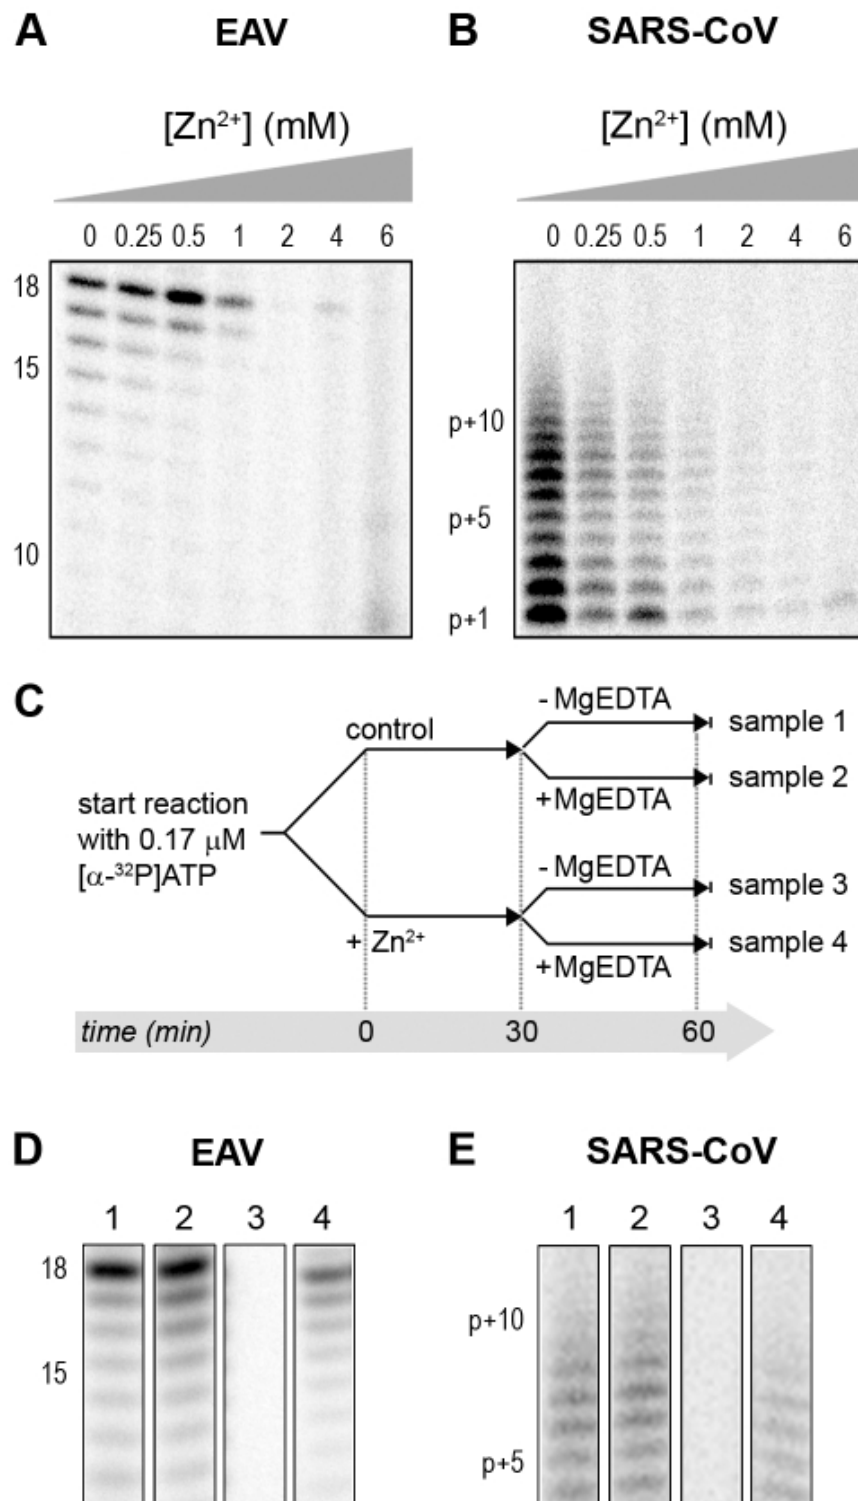 A EAV
[Zn²⁺] (mM)
0 0.25 0.5 1 2 4 6
18
15
10
B SARS-CoV
[Zn²⁺] (mM)
0 0.25 0.5 1 2 4 6
p+10
p+5
p+1
C
start reaction
with 0.17 μM
[α-³²P]ATP
control
+ Zn²⁺
- MgEDTA
+MgEDTA
- MgEDTA
+MgEDTA
sample 1
sample 2
sample 3
sample 4
time (min) 0 30 60
D EAV
1 2 3 4
18
15
E SARS-CoV
1 2 3 4
p+10
p+5